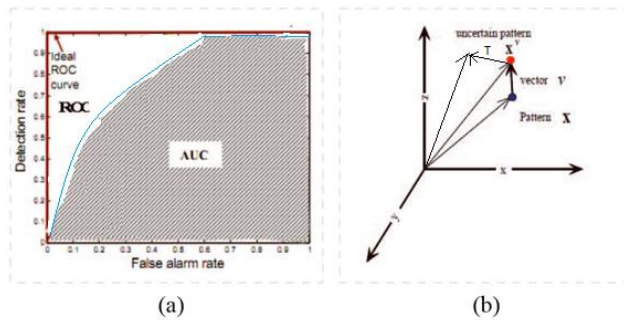 Detection rate
1
0.9
0.8
0.7
0.6
0.5
0.4
0.3
0.2
0.1
0
Ideal
ROC
curve
ROC
AUC
0 0.1 0.2 0.3 0.4 0.5 0.6 0.7 0.8 0.9 1
False alarm rate
(a)
uncertain pattern
X^v
T
vector v
Pattern X
z
x
y
(b)